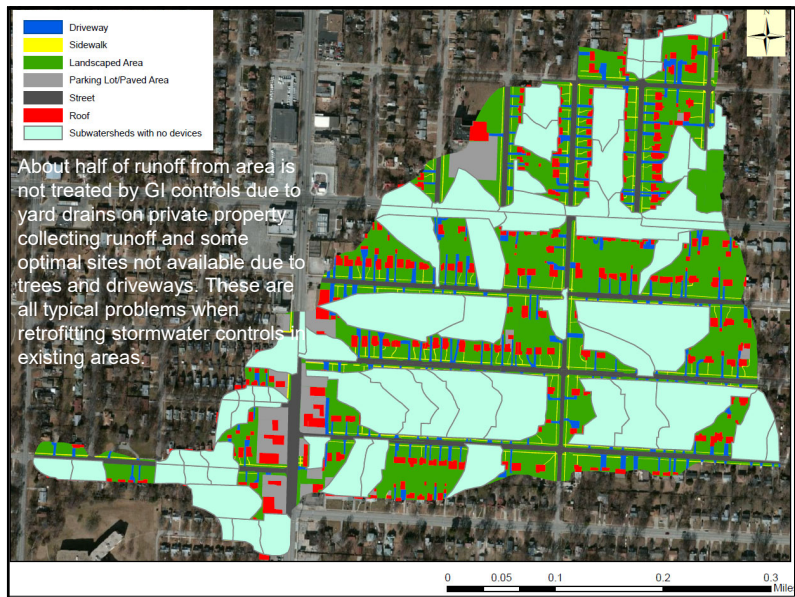 Driveway
Sidewalk
Landscaped Area
Parking Lot/Paved Area
Street
Roof
Subwatersheds with no devices
About half of runoff from area is
not treated by GI controls due to
yard drains on private property
collecting runoff and some
optimal sites not available due to
trees and driveways. These are
all typical problems when
retrofitting stormwater controls in
existing areas.
0 0.05 0.1 0.2 0.3
Miles